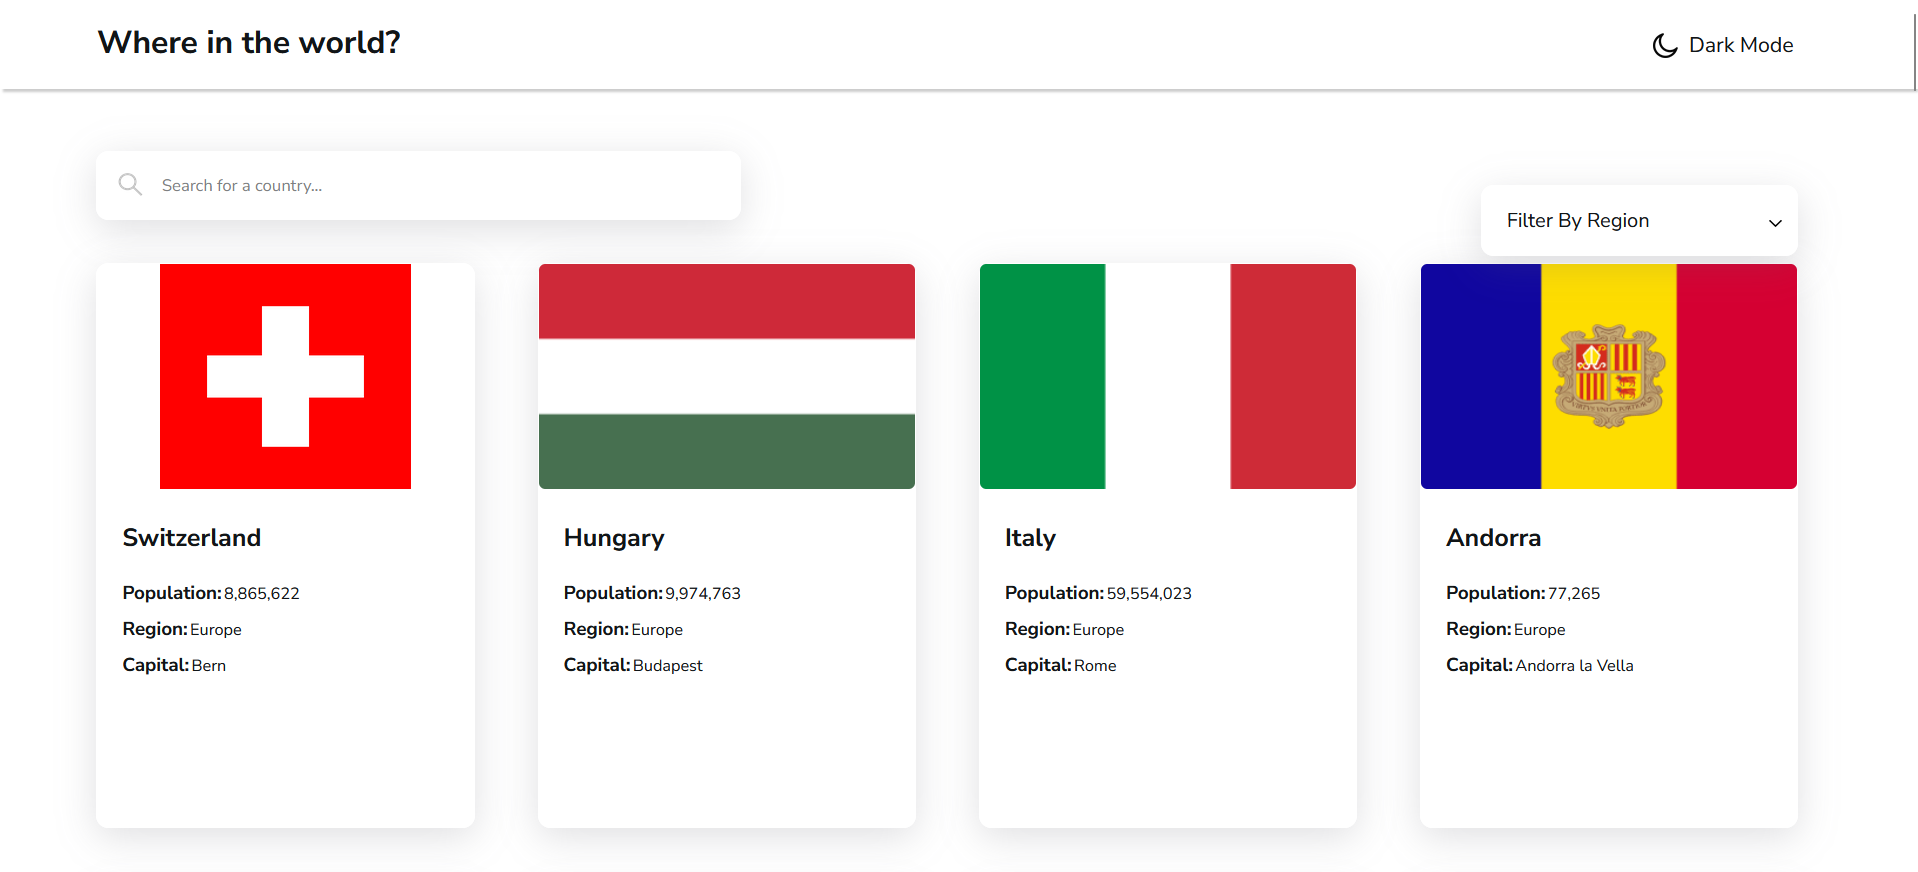 Where in the world?
Dark Mode
Search for a country...
Filter By Region
Switzerland
Population: 8,865,622
Region: Europe
Capital: Bern
Hungary
Population: 9,974,763
Region: Europe
Capital: Budapest
Italy
Population: 59,554,023
Region: Europe
Capital: Rome
Andorra
Population: 77,265
Region: Europe
Capital: Andorra la Vella